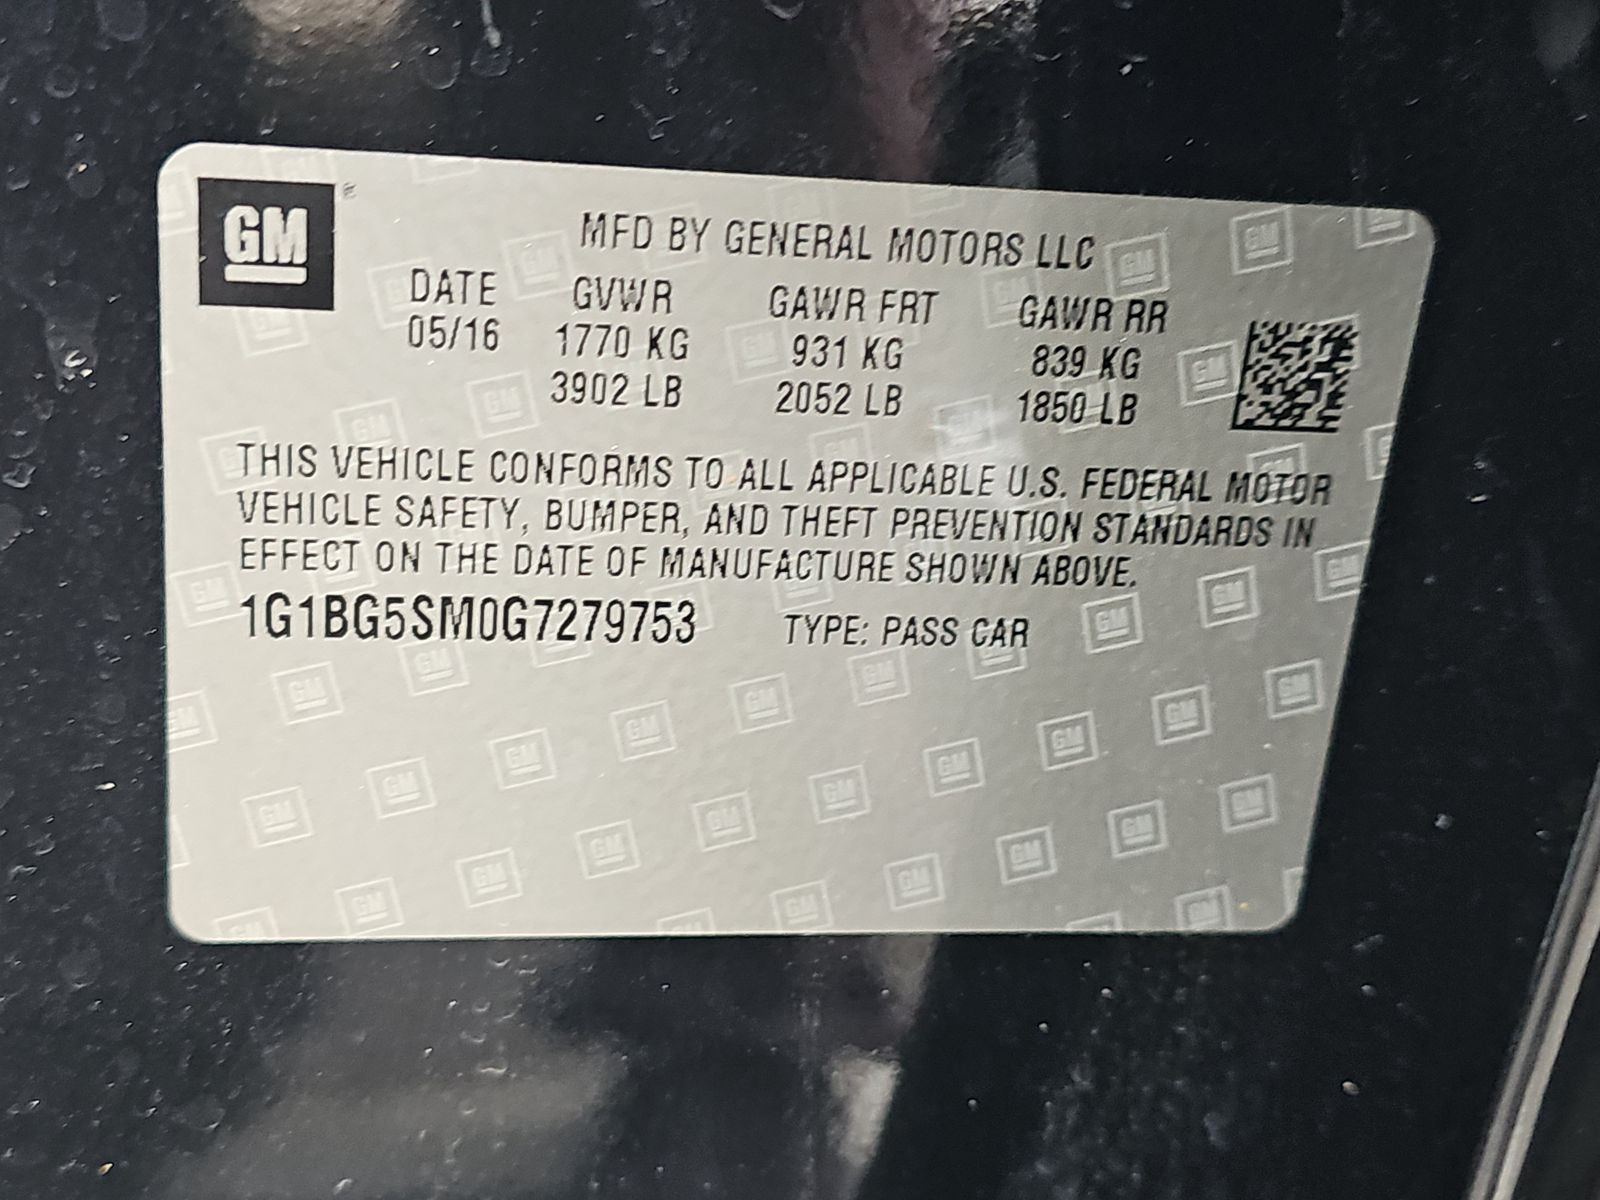 GM
MFD BY GENERAL MOTORS LLC
DATE GVWR GAWR FRT GAWR RR
05/16 1770 KG 931 KG 839 KG
3902 LB 2052 LB 1850 LB
THIS VEHICLE CONFORMS TO ALL APPLICABLE U.S. FEDERAL MOTOR
VEHICLE SAFETY, BUMPER, AND THEFT PREVENTION STANDARDS IN
EFFECT ON THE DATE OF MANUFACTURE SHOWN ABOVE.
1G1BG5SM0G7279753 TYPE: PASS CAR